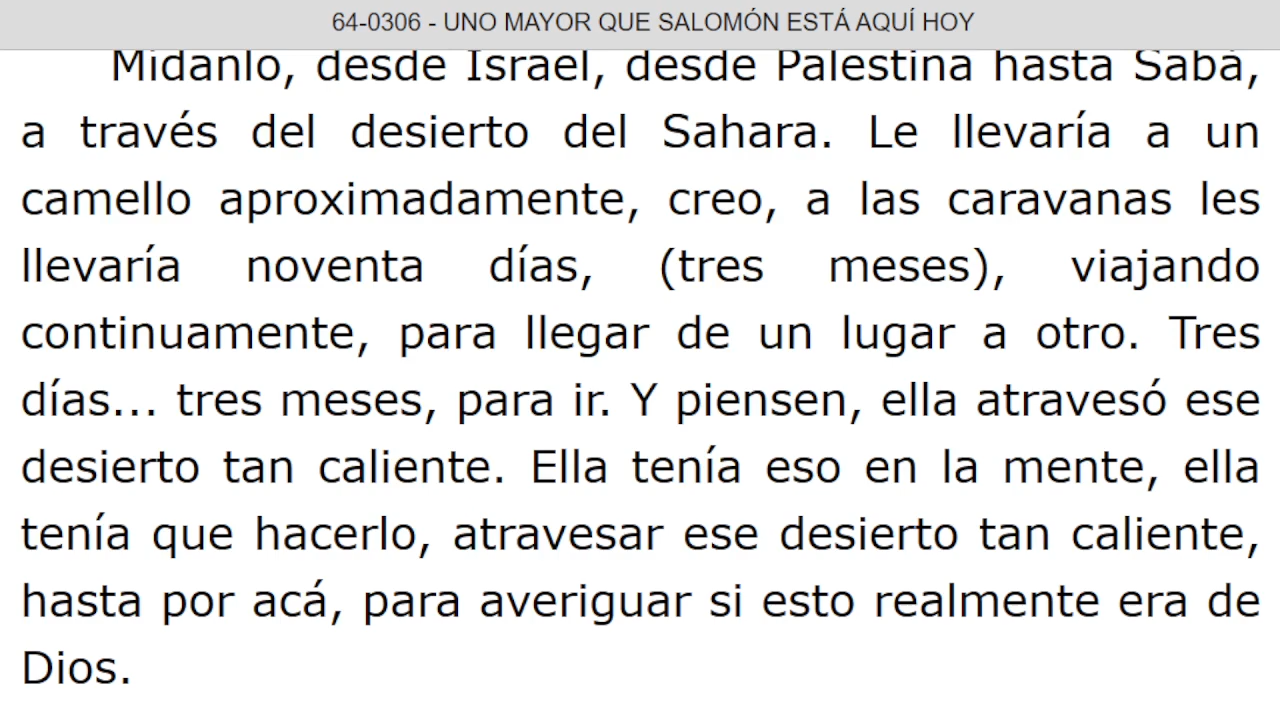 64-0306 - UNO MAYOR QUE SALOMÓN ESTÁ AQUÍ HOY
Mídanlo, desde Israel, desde Palestina hasta Sabá,
a través del desierto del Sahara. Le llevaría a un
camello aproximadamente, creo, a las caravanas les
llevaría noventa días, (tres meses), viajando
continuamente, para llegar de un lugar a otro. Tres
días... tres meses, para ir. Y piensen, ella atravesó ese
desierto tan caliente. Ella tenía eso en la mente, ella
tenía que hacerlo, atravesar ese desierto tan caliente,
hasta por acá, para averiguar si esto realmente era de
Dios.